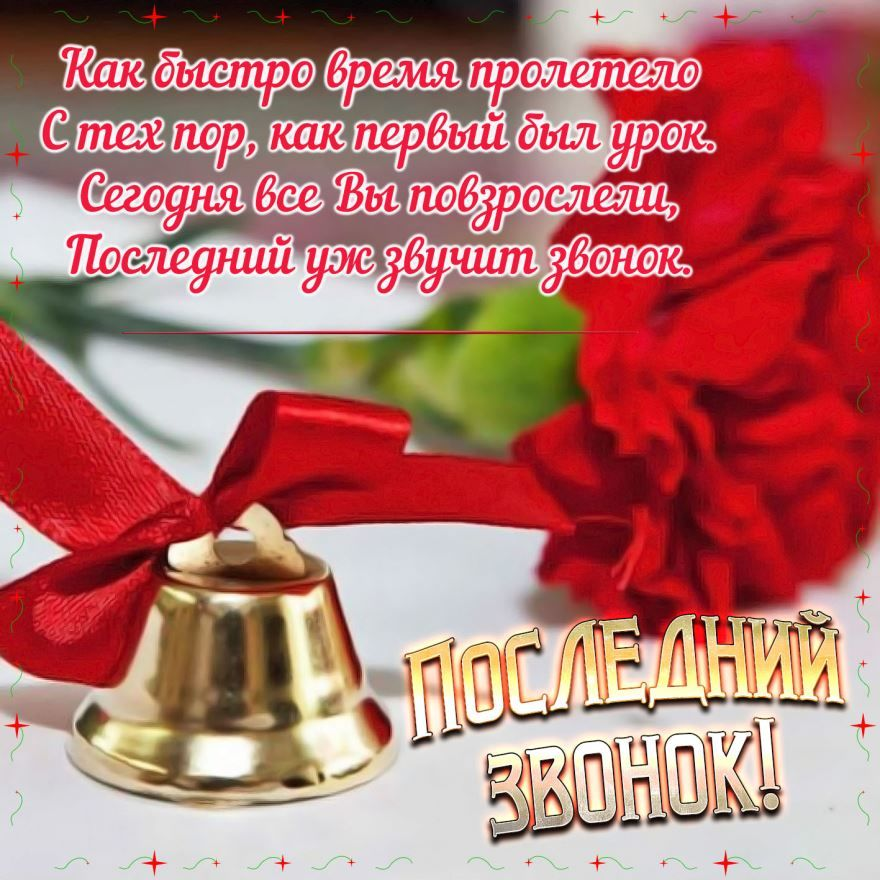 Как быстро время пролетело
С тех пор, как первый был урок.
Сегодня все Вы повзрослели,
Последний уж звучит звонок.
ПОСЛЕДНИЙ
ЗВОНОК!